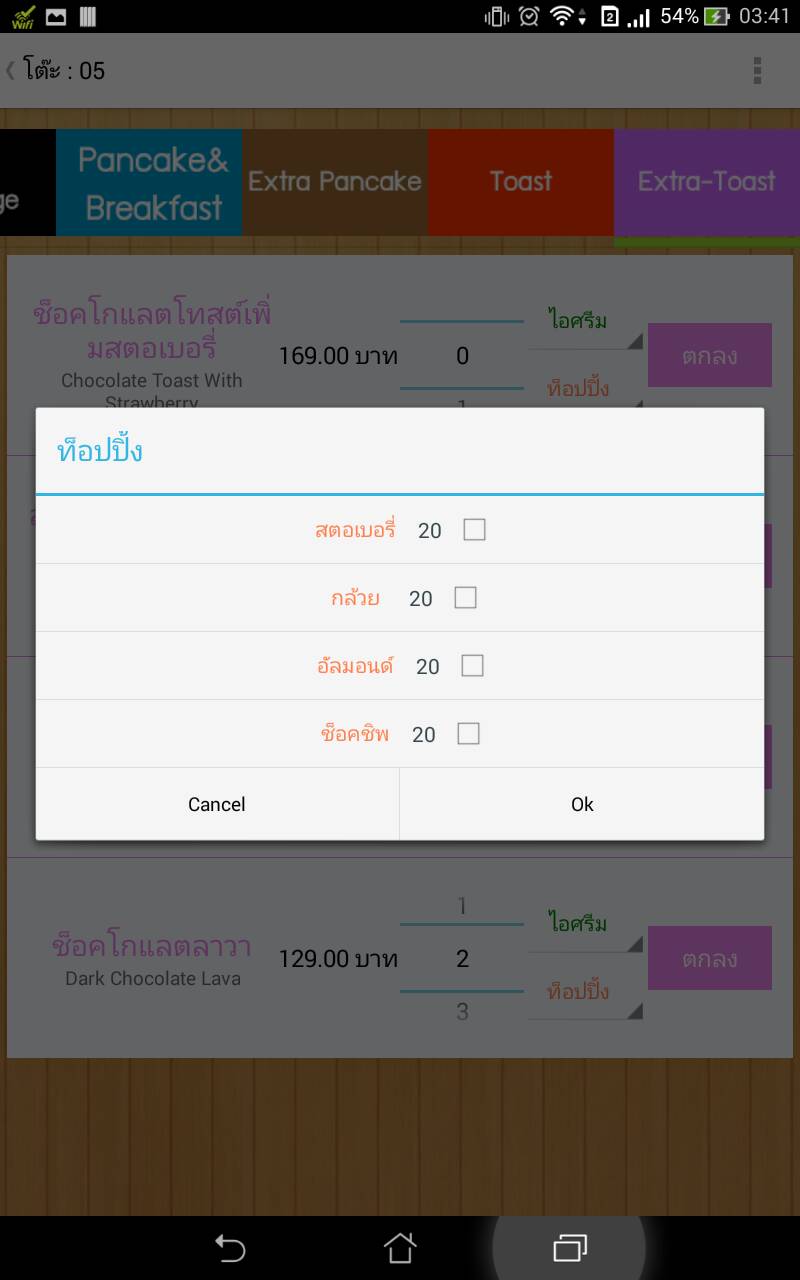 Wifi
2
54%
03:41
โต๊ะ : 05
ge
Pancake&
Breakfast
Extra Pancake
Toast
Extra-Toast
ช็อคโกแลตโทสต์เพิ่
มสตอเบอรี่
Chocolate Toast With
Strawberry
169.00 บาท
0
1
ไอศรีม
ท็อปปิ้ง
ตกลง
ท็อปปิ้ง
สตอเบอรี่ 20
กล้วย 20
อัลมอนด์ 20
ช็อคชิพ 20
Cancel
Ok
ช็อคโกแลตลาวา
Dark Chocolate Lava
129.00 บาท
1
2
3
ไอศรีม
ท็อปปิ้ง
ตกลง